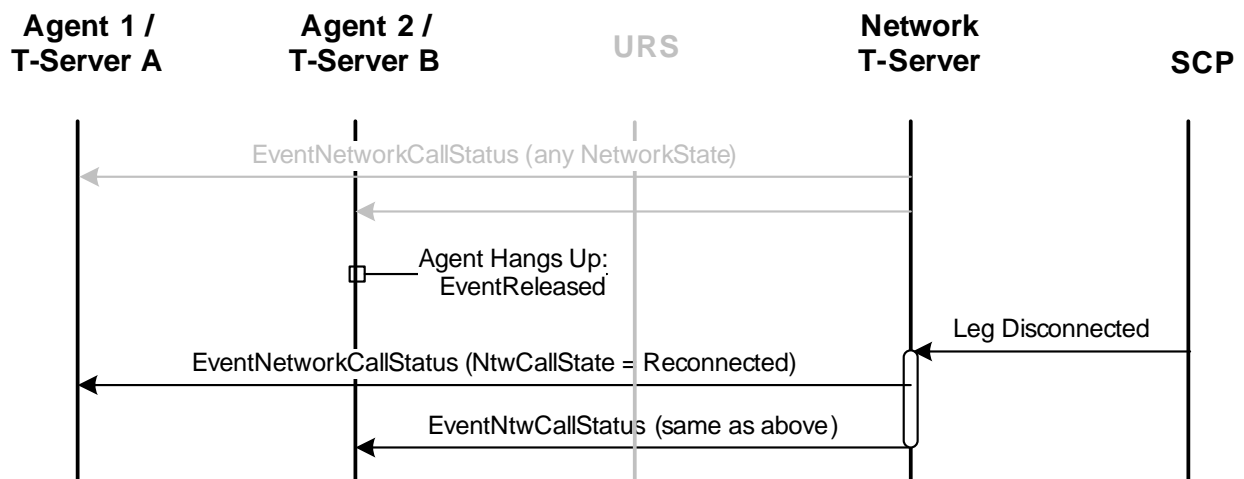 Agent 1 /
T-Server A
Agent 2 /
T-Server B
URS
Network
T-Server
SCP
EventNetworkCallStatus (any NetworkState)
Agent Hangs Up:
EventReleased
Leg Disconnected
EventNetworkCallStatus (NtwCallState = Reconnected)
EventNtwCallStatus (same as above)